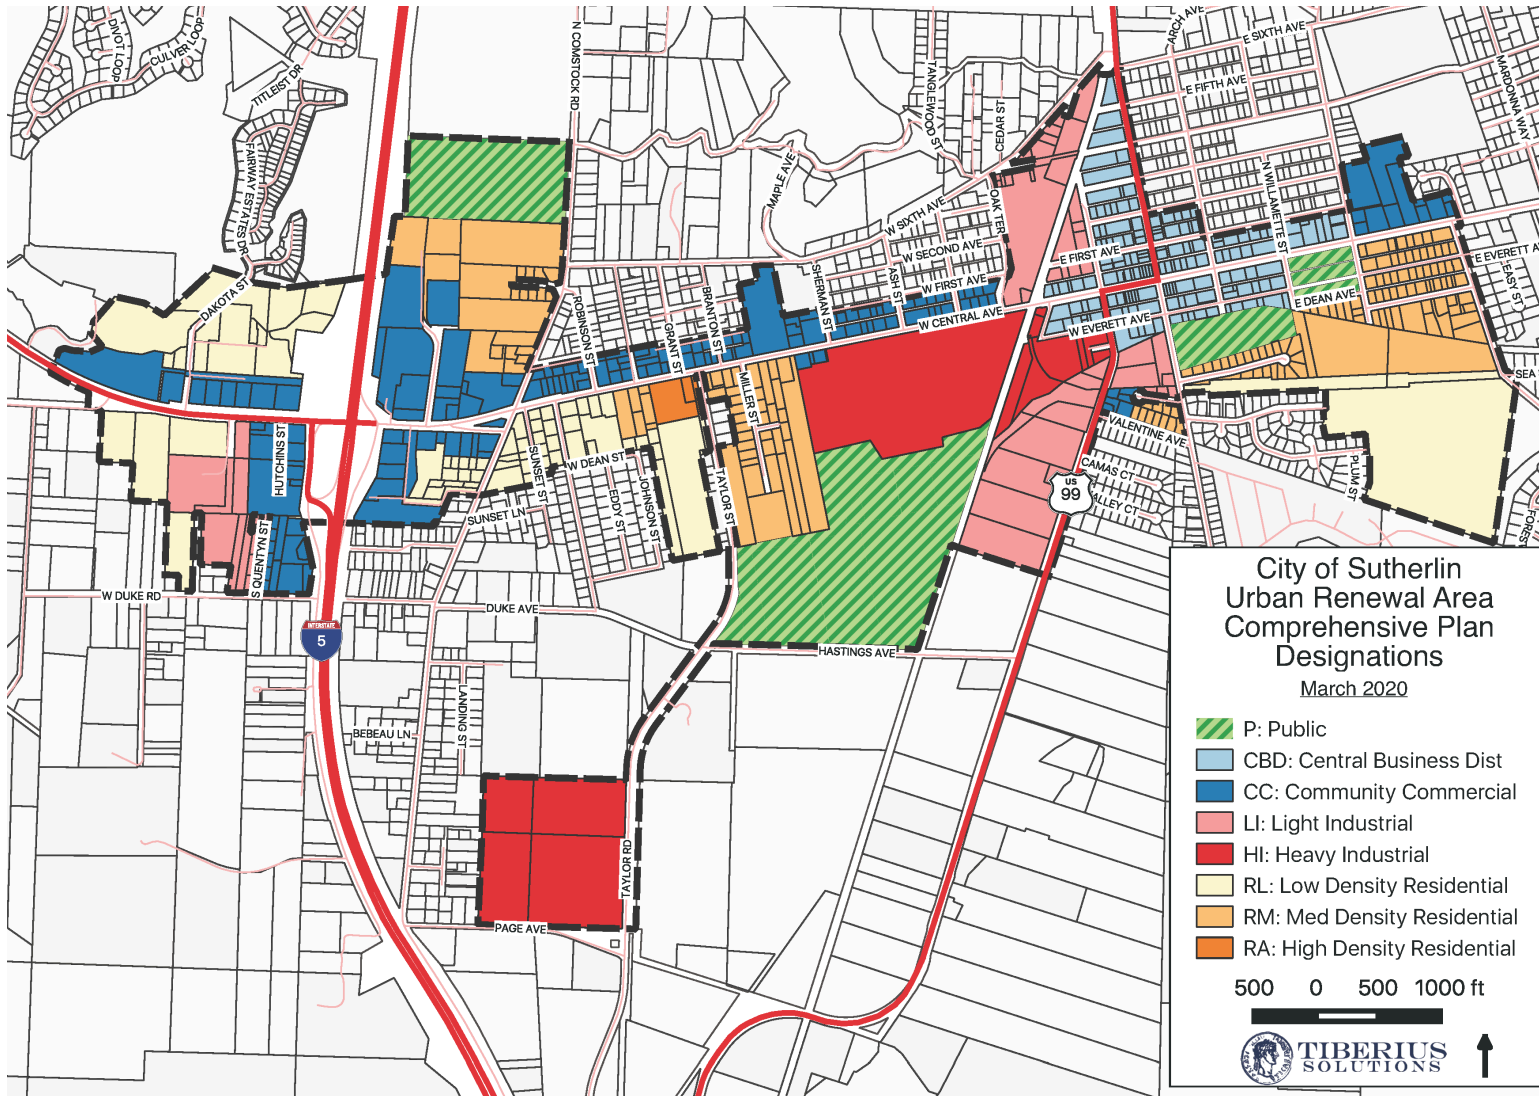 DIVOT LOOP
CULVER LOOP
TITLEIST DR
FAIRWAY ESTATES DR
DAKOTA ST
N COMSTOCK RD
MAPLE AVE
TANGLEWOOD ST
CEDAR ST
OAK TER
ARCH AVE
E SIXTH AVE
E FIFTH AVE
MARDONNA WAY
N WILLAMETTE ST
W SIXTH AVE
W SECOND AVE
W FIRST AVE
E FIRST AVE
E EVERETT A
EASY ST
E DEAN AVE
W CENTRAL AVE
W EVERETT AVE
SHERMAN ST
ASH ST
BRANTON ST
GRANT ST
ROBINSON ST
MILLER ST
SEA
VALENTINE AVE
CAMAS CT
ALLEY CT
PLUM ST
FOREST
US
99
HUTCHINS ST
SUNSET ST
W DEAN ST
EDDY ST
JOHNSON ST
TAYLOR ST
SUNSET LN
S QUENTYN ST
W DUKE RD
DUKE AVE
HASTINGS AVE
INTERSTATE
5
LANDING ST
BEBEAU LN
TAYLOR RD
PAGE AVE
City of Sutherlin
Urban Renewal Area
Comprehensive Plan
Designations
March 2020
P: Public
CBD: Central Business Dist
CC: Community Commercial
LI: Light Industrial
HI: Heavy Industrial
RL: Low Density Residential
RM: Med Density Residential
RA: High Density Residential
500 0 500 1000 ft
TIBERIUS
SOLUTIONS